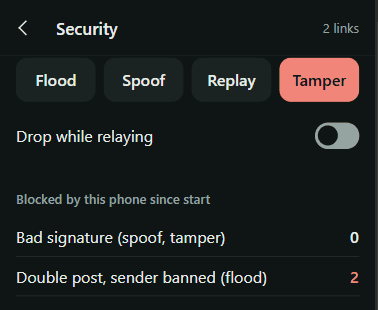 Security
2 links
Flood
Spoof
Replay
Tamper
Drop while relaying
Blocked by this phone since start
Bad signature (spoof, tamper)
0
Double post, sender banned (flood)
2